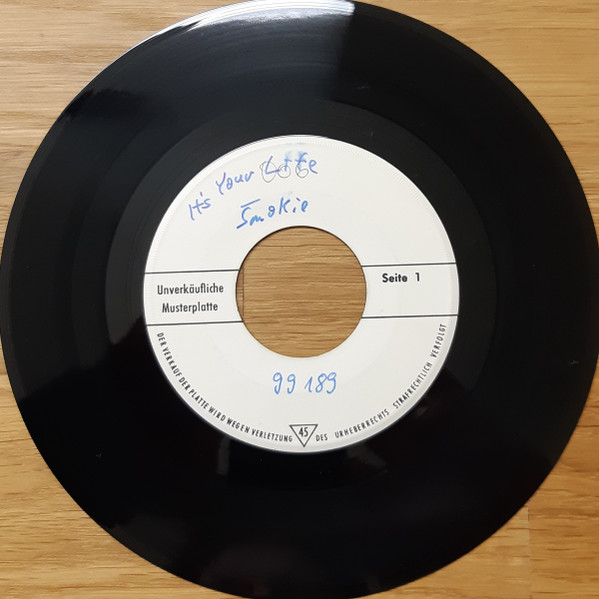 It's Your Life
Smokie
Unverkäufliche
Musterplatte
Seite 1
99 189
DER VERKAUF DER PLATTE WIRD WEGEN VERLETZUNG DES URHEBERRECHTS STRAFRECHTLICH VERFOLGT
45